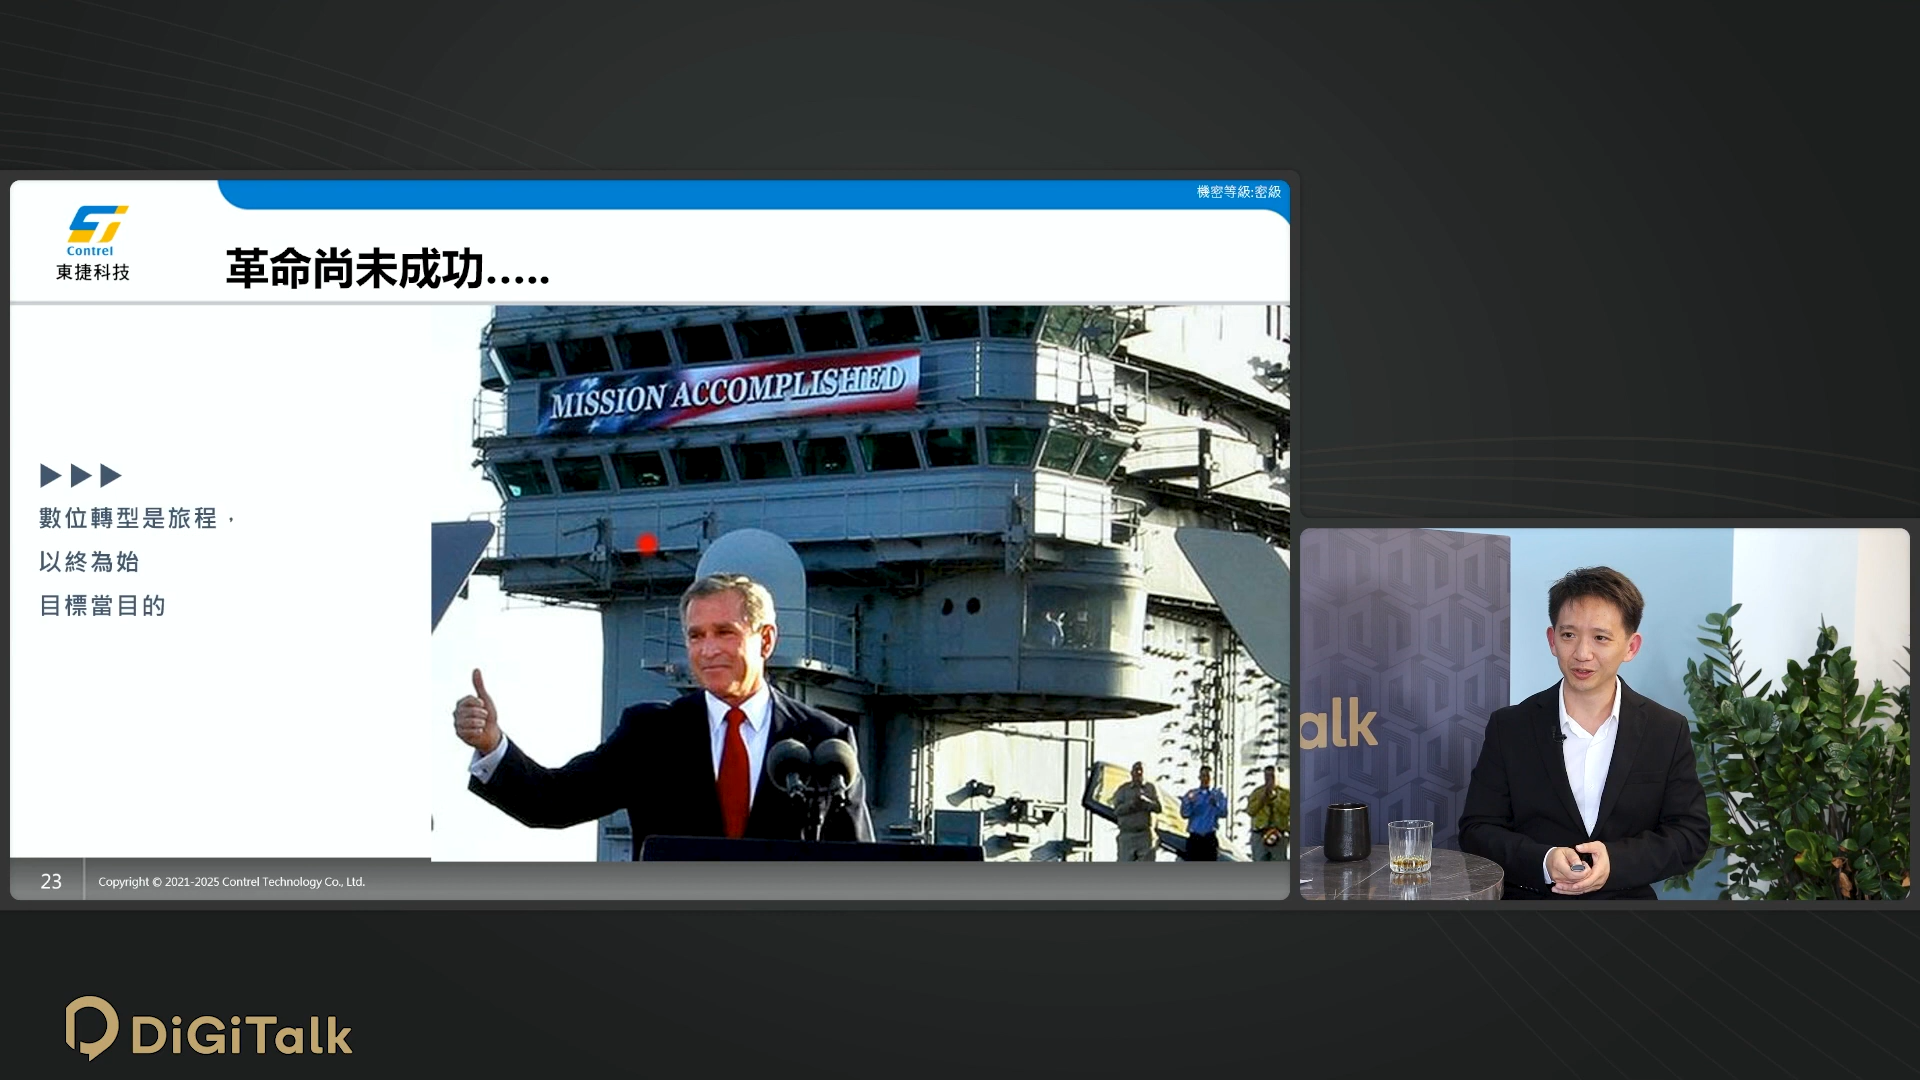 機密等級:密級
Contrel
東捷科技
革命尚未成功.....
MISSION ACCOMPLISHED
數位轉型是旅程，
以終為始
目標當目的
alk
23
Copyright © 2021-2025 Contrel Technology Co., Ltd.
DiGiTalk